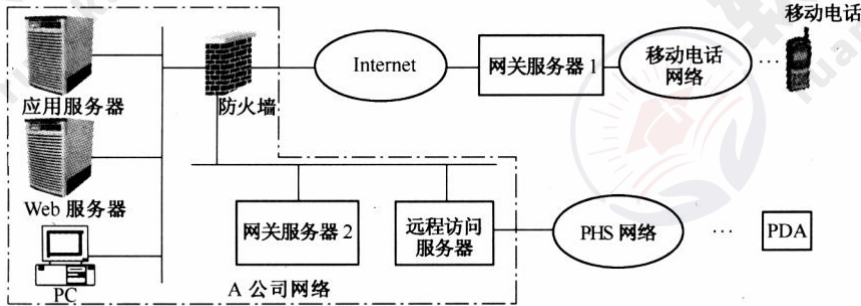 移动电话
Internet
网关服务器1
移动电话
网络
…
应用服务器
防火墙
Web 服务器
网关服务器2
远程访问
服务器
PHS 网络
…
PDA
PC
A 公司网络